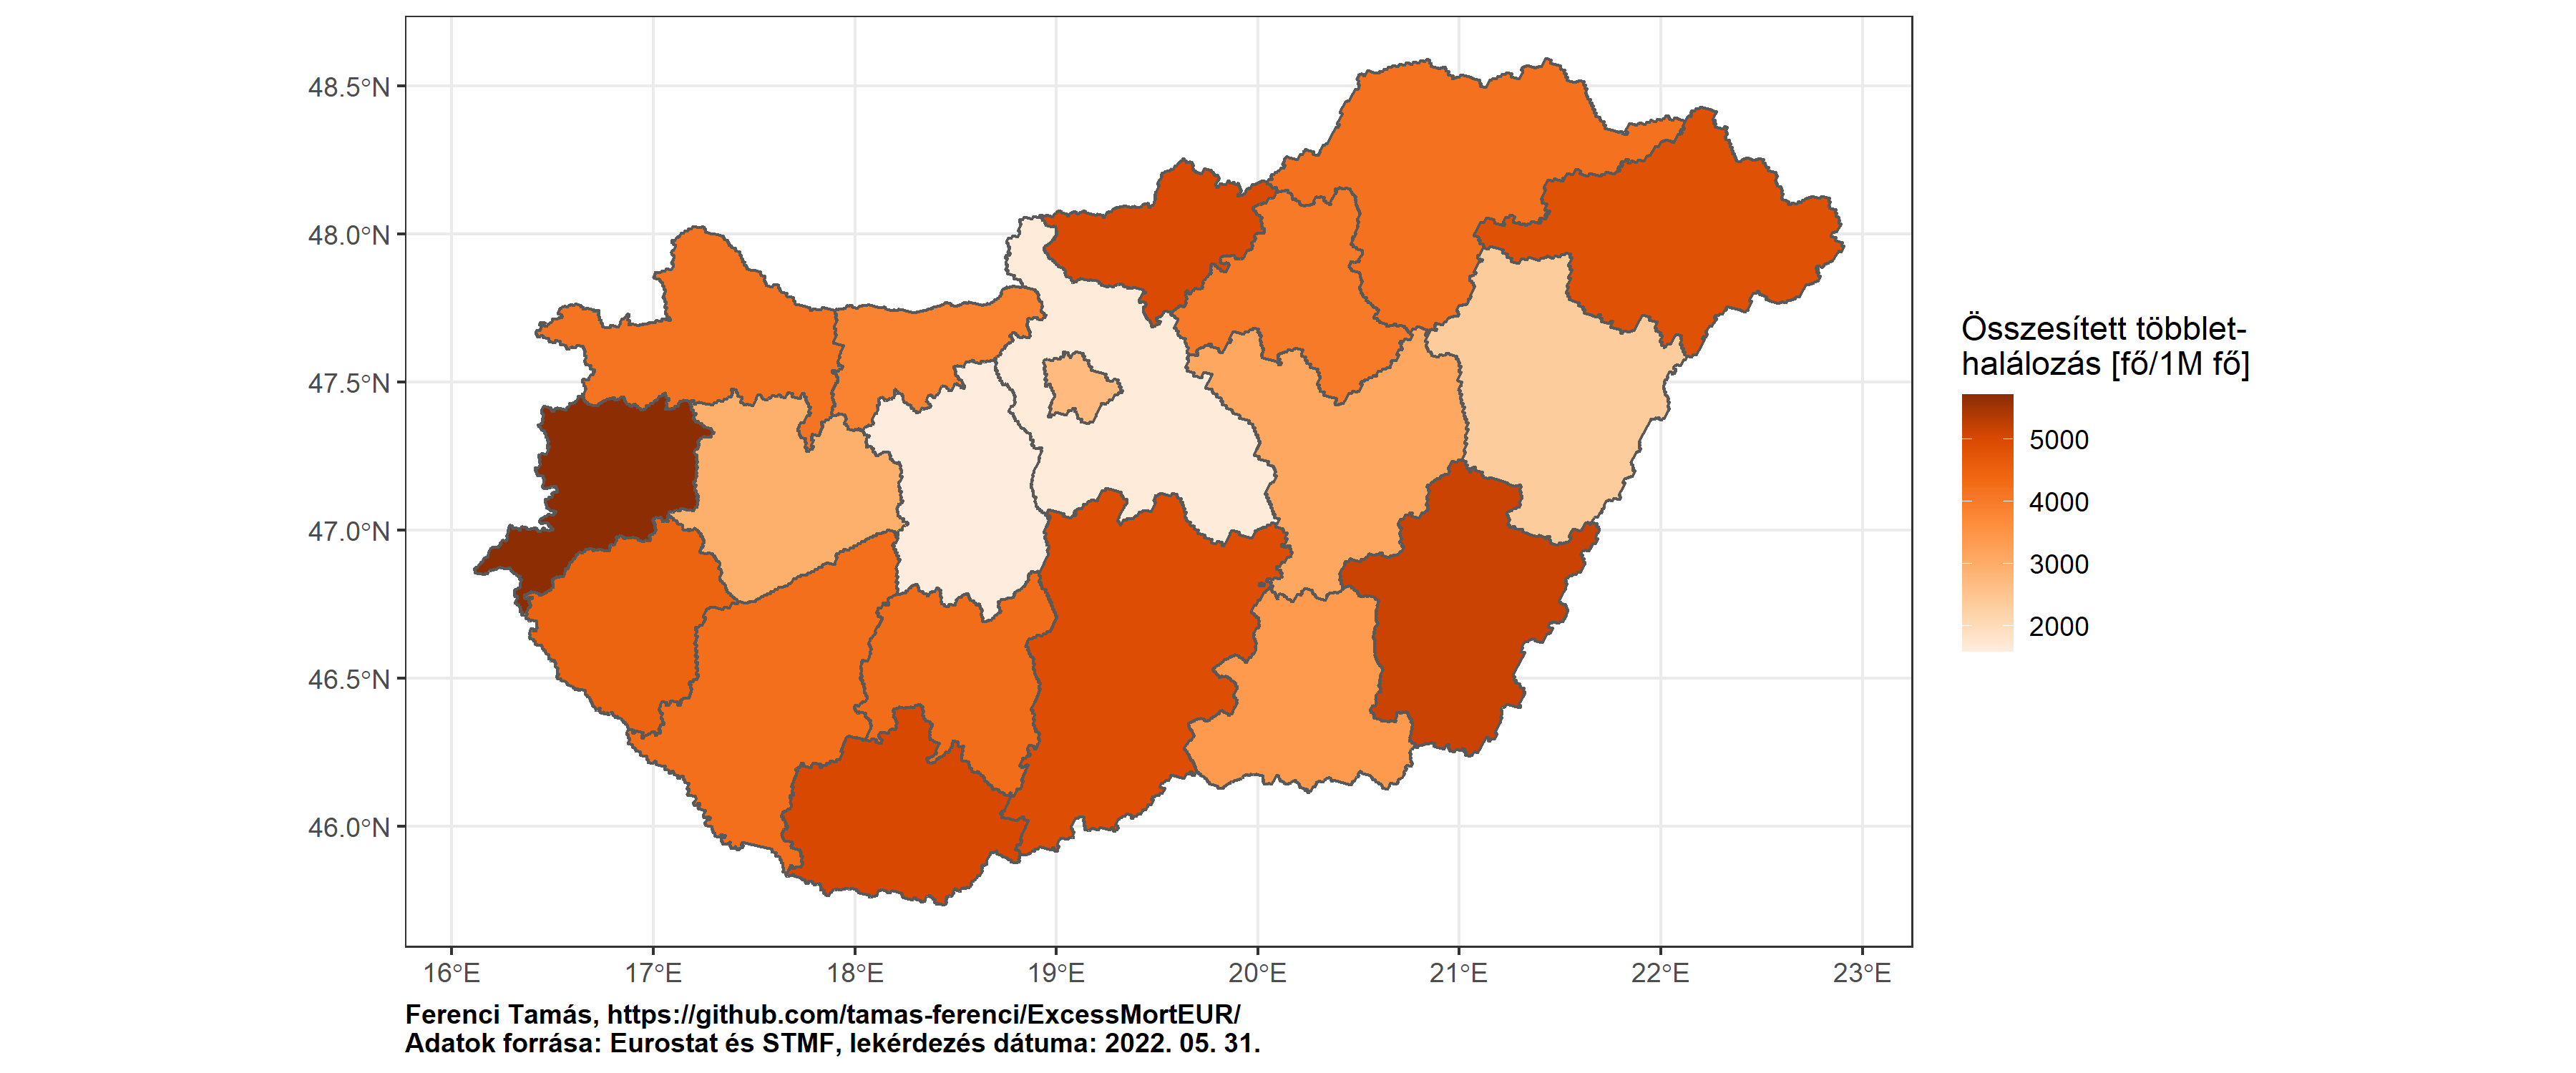 48.5°N
48.0°N
47.5°N
47.0°N
46.5°N
46.0°N
16°E 17°E 18°E 19°E 20°E 21°E 22°E 23°E
Összesített többlet-
halálozás [fő/1M fő]
5000
4000
3000
2000
Ferenci Tamás, https://github.com/tamas-ferenci/ExcessMortEUR/
Adatok forrása: Eurostat és STMF, lekérdezés dátuma: 2022. 05. 31.